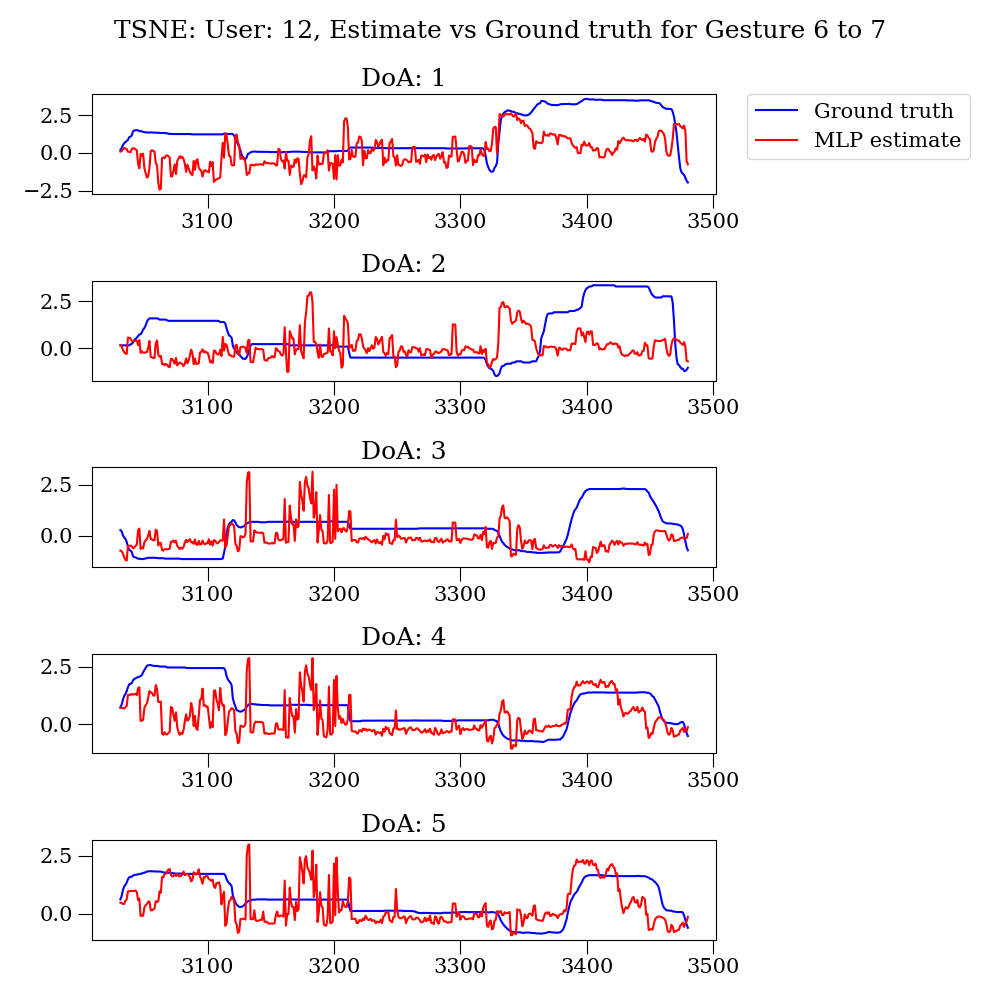 TSNE: User: 12, Estimate vs Ground truth for Gesture 6 to 7
DoA: 1
Ground truth
MLP estimate
2.5
0.0
−2.5
3100 3200 3300 3400 3500
DoA: 2
2.5
0.0
3100 3200 3300 3400 3500
DoA: 3
2.5
0.0
3100 3200 3300 3400 3500
DoA: 4
2.5
0.0
3100 3200 3300 3400 3500
DoA: 5
2.5
0.0
3100 3200 3300 3400 3500